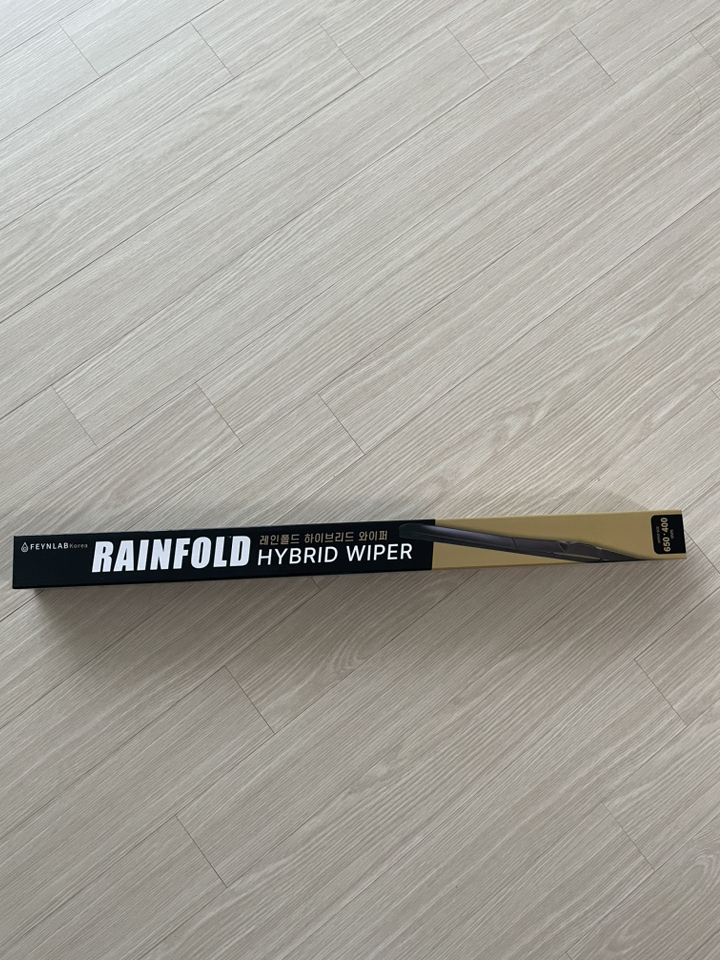 FEYNLAB Korea
RAINFOLD
레인폴드 하이브리드 와이퍼
HYBRID WIPER
650·400